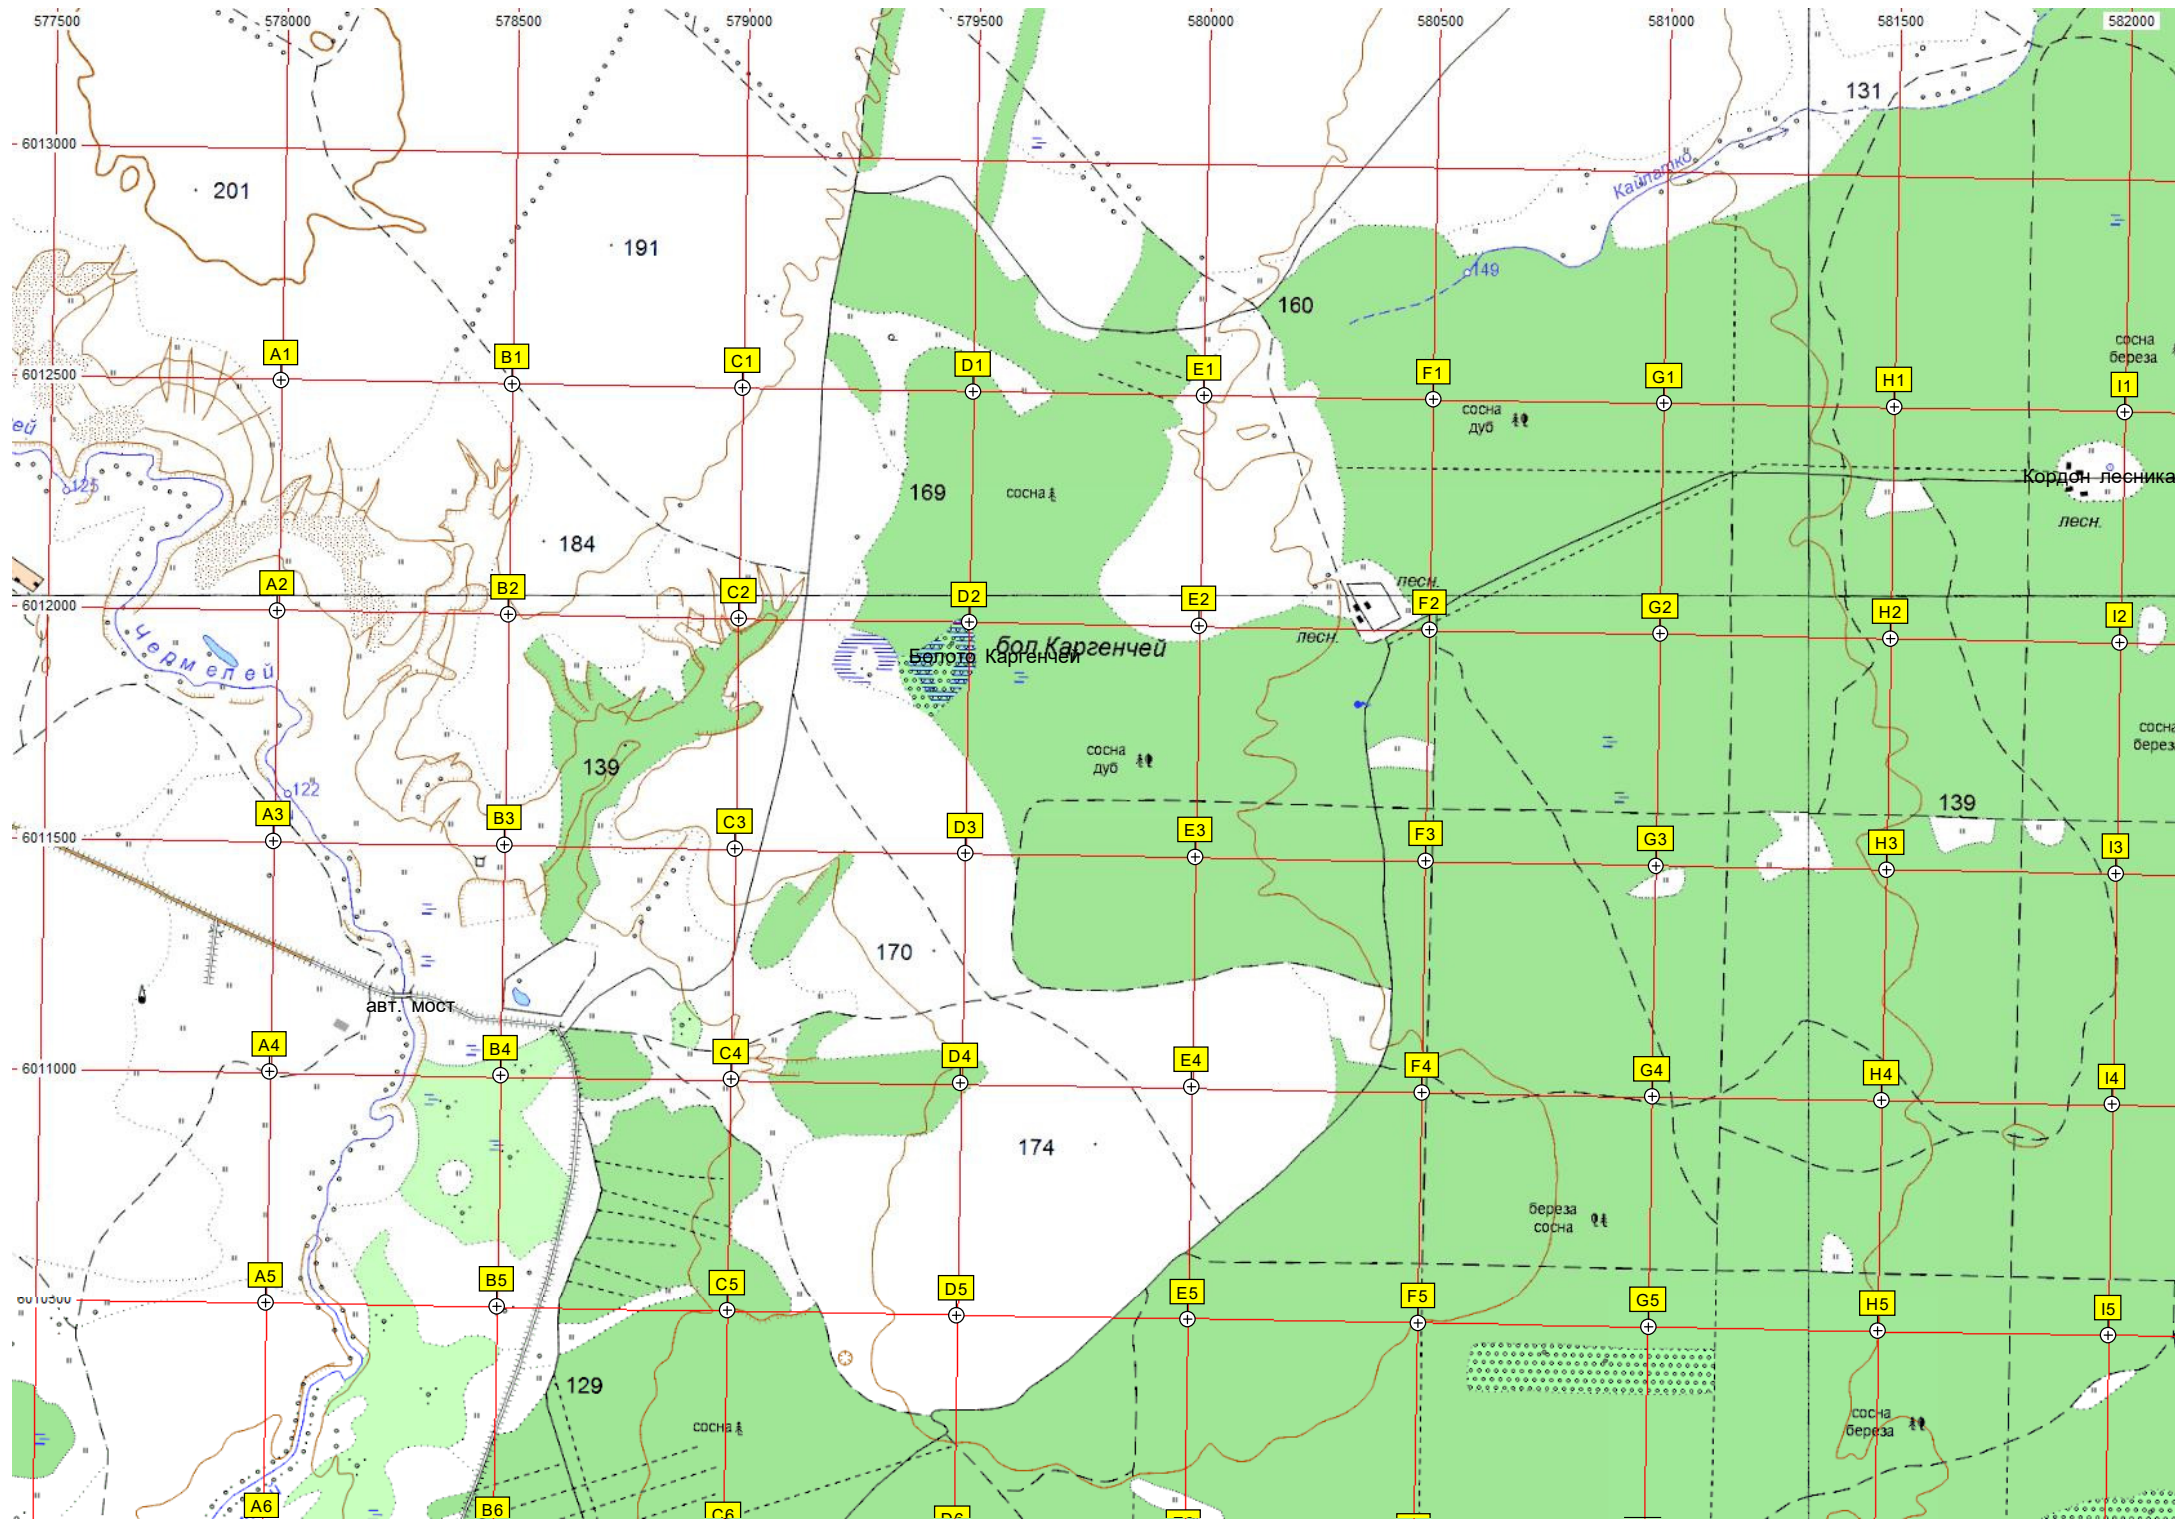 577500 578000 578500 579000 579500 580000 580500 581000 581500 582000
131
6013000
Кайпатко
201
191
149
160
сосна
береза
A1 B1 C1 D1 E1 F1 G1 H1 I1
6012500
сосна
дуб
ей
125
Кордон лесника
169
сосна
лесн.
184
лесн.
A2 B2 C2 D2 E2 F2 G2 H2 I2
6012000
лесн.
Чермелей
бол Каргенчей
Болото Каргенчей
сосна
берез
сосна
дуб
139
122
139
A3 B3 C3 D3 E3 F3 G3 H3 I3
6011500
170
авт. мост
A4 B4 C4 D4 E4 F4 G4 H4 I4
6011000
174
береза
сосна
A5 B5 C5 D5 E5 F5 G5 H5 I5
6010500
129
сосна
береза
сосна
A6 B6 C6 D6